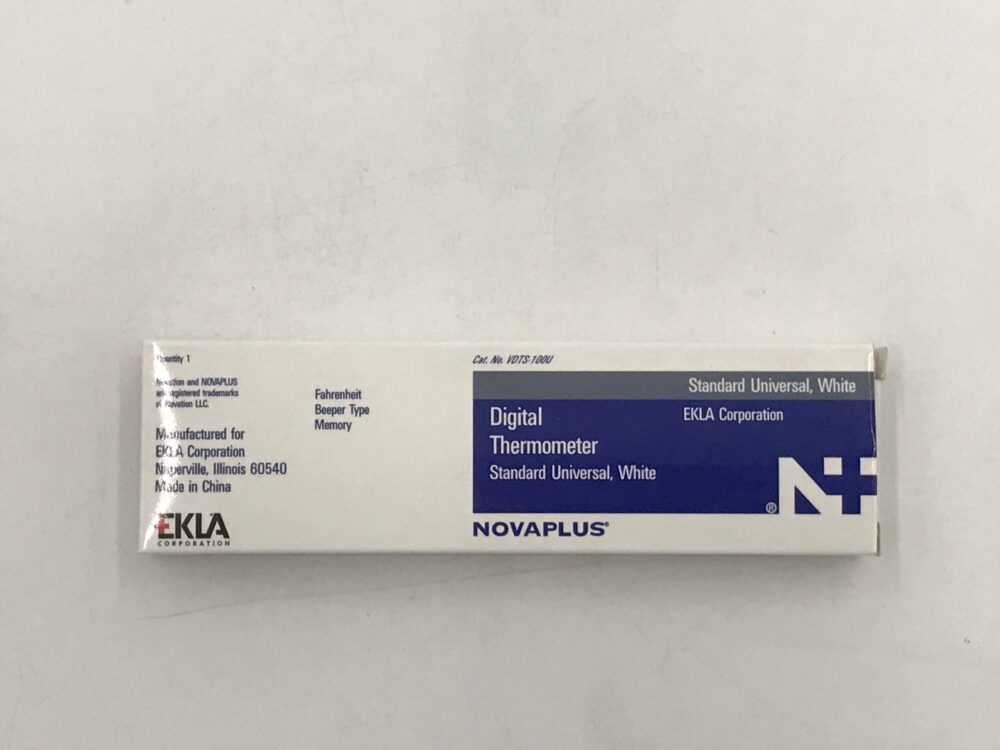 Quantity 1
Novation and NOVAPLUS
are registered trademarks
of Novation LLC.
Manufactured for
EKLA Corporation
Naperville, Illinois 60540
Made in China
EKLA
CORPORATION
Fahrenheit
Beeper Type
Memory
Cat. No. VDTS-100U
Standard Universal, White
EKLA Corporation
Digital
Thermometer
Standard Universal, White
® N+
NOVAPLUS®